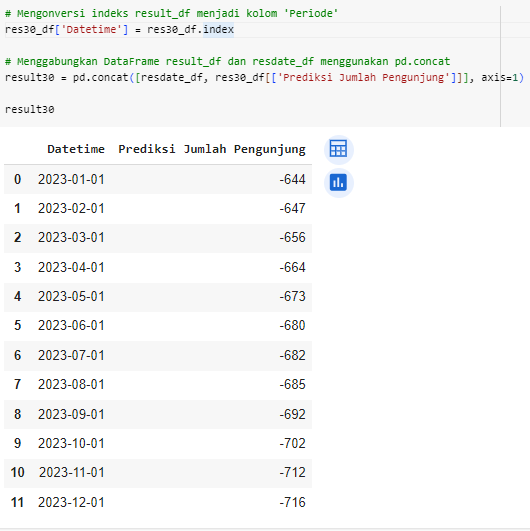 # Mengonversi indeks result_df menjadi kolom 'Periode'
res30_df['Datetime'] = res30_df.index
# Menggabungkan DataFrame result_df dan resdate_df menggunakan pd.concat
result30 = pd.concat([resdate_df, res30_df[['Prediksi Jumlah Pengunjung']]], axis=1)
result30
Datetime Prediksi Jumlah Pengunjung
0 2023-01-01 -644
1 2023-02-01 -647
2 2023-03-01 -656
3 2023-04-01 -664
4 2023-05-01 -673
5 2023-06-01 -680
6 2023-07-01 -682
7 2023-08-01 -685
8 2023-09-01 -692
9 2023-10-01 -702
10 2023-11-01 -712
11 2023-12-01 -716